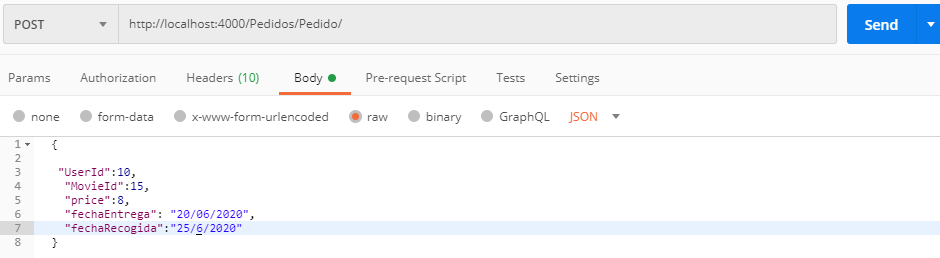 POST http://localhost:4000/Pedidos/Pedido/ Send
Params Authorization Headers (10) Body Pre-request Script Tests Settings
none form-data x-www-form-urlencoded raw binary GraphQL JSON
1 {
2
3 "UserId":10,
4 "MovieId":15,
5 "price":8,
6 "fechaEntrega": "20/06/2020",
7 "fechaRecogida":"25/6/2020"
8 }